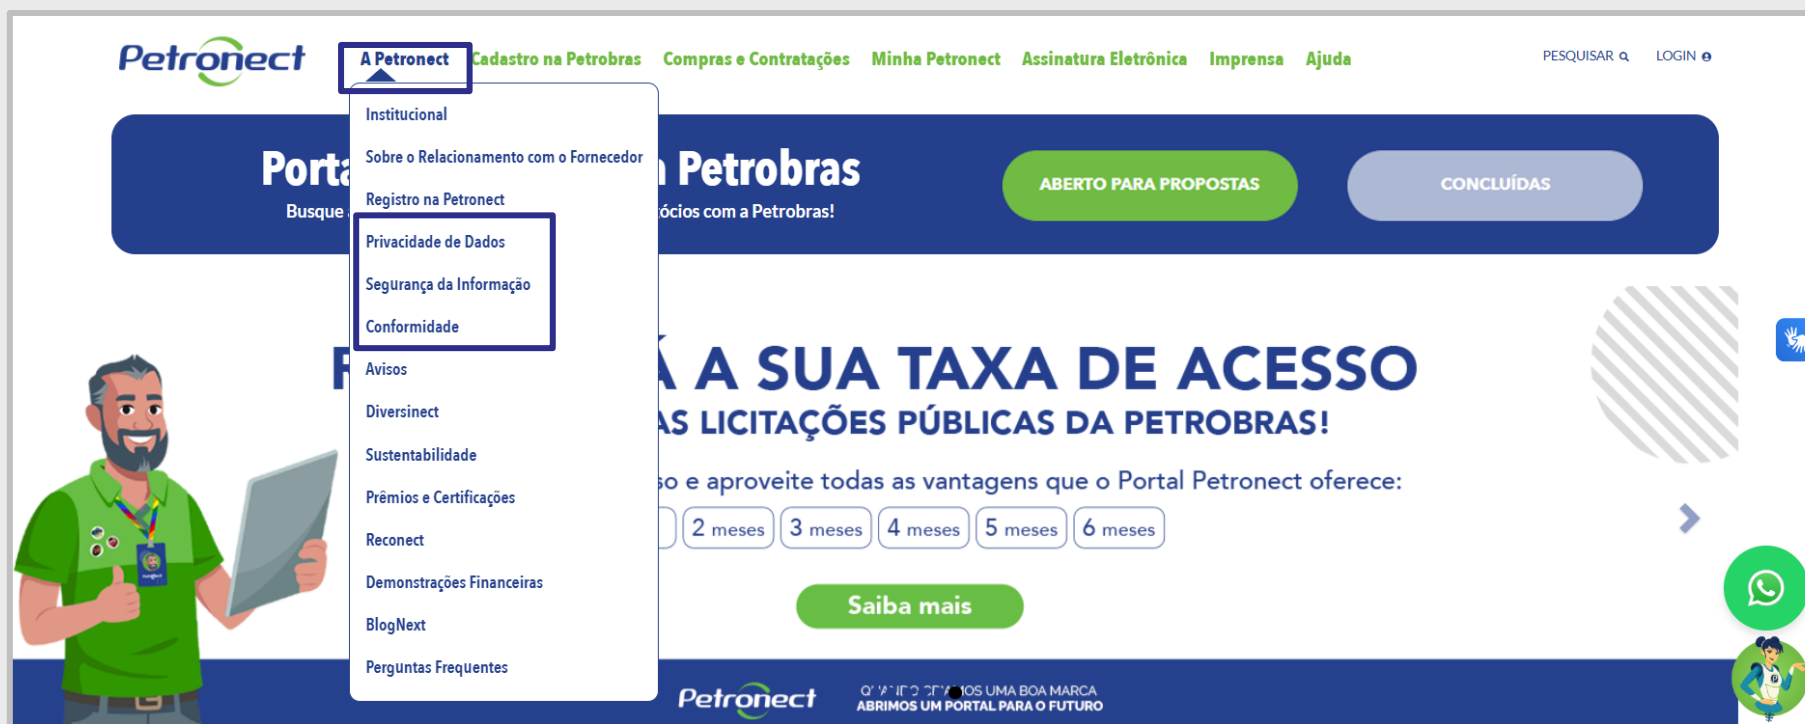 Petronect
A Petronect Cadastro na Petrobras Compras e Contratações Minha Petronect Assinatura Eletrônica Imprensa Ajuda
PESQUISAR LOGIN
Institucional
Sobre o Relacionamento com o Fornecedor
Registro na Petronect
Privacidade de Dados
Segurança da Informação
Conformidade
Avisos
Diversinect
Sustentabilidade
Prêmios e Certificações
Reconect
Demonstrações Financeiras
BlogNext
Perguntas Frequentes
Petrobras
Busque
ócios com a Petrobras!
ABERTO PARA PROPOSTAS
CONCLUÍDAS
A SUA TAXA DE ACESSO
AS LICITAÇÕES PÚBLICAS DA PETROBRAS!
so e aproveite todas as vantagens que o Portal Petronect oferece:
2 meses 3 meses 4 meses 5 meses 6 meses
Saiba mais
Petronect
UMA BOA MARCA
ABRIMOS UM PORTAL PARA O FUTURO